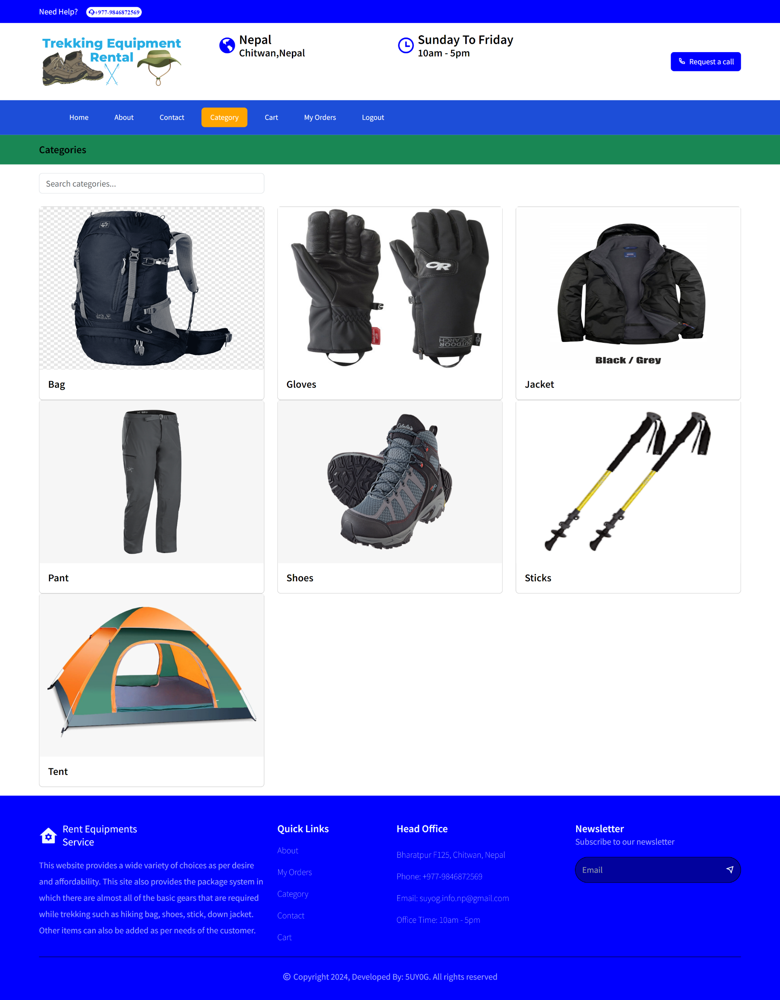 Need Help? +977-9846872569
Trekking Equipment
Rental
Nepal
Chitwan,Nepal
Sunday To Friday
10am - 5pm
Request a call
Home About Contact Category Cart My Orders Logout
Categories
Search categories...
Jack
Wolfskin
OR
OUTDOOR
RESEARCH
Black / Grey
Bag
Gloves
Jacket
Cabela's
Pant
Shoes
Sticks
Tent
Rent Equipments
Service
This website provides a wide variety of choices as per desire
and affordability. This site also provides the package system in
which there are almost all of the basic gears that are required
while trekking such as hiking bag, shoes, stick, down jacket.
Other items can also be added as per needs of the customer.
Quick Links
About
My Orders
Category
Contact
Cart
Head Office
Bharatpur F125, Chitwan, Nepal
Phone: +977-9846872569
Email: suyog.info.np@gmail.com
Office Time: 10am - 5pm
Newsletter
Subscribe to our newsletter
Email
© Copyright 2024, Developed By: 5UY0G. All rights reserved